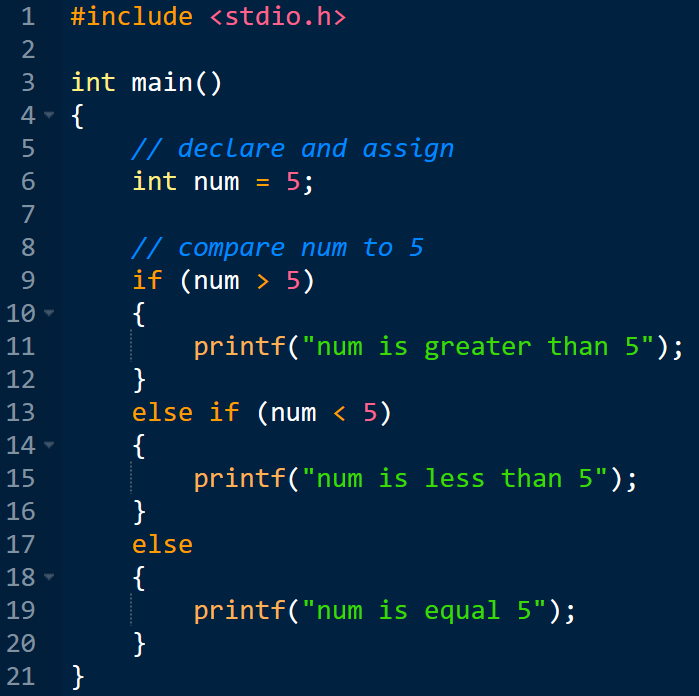 1 #include <stdio.h>
2
3 int main()
4 {
5     // declare and assign
6     int num = 5;
7
8     // compare num to 5
9     if (num > 5)
10     {
11         printf("num is greater than 5");
12     }
13     else if (num < 5)
14     {
15         printf("num is less than 5");
16     }
17     else
18     {
19         printf("num is equal 5");
20     }
21 }